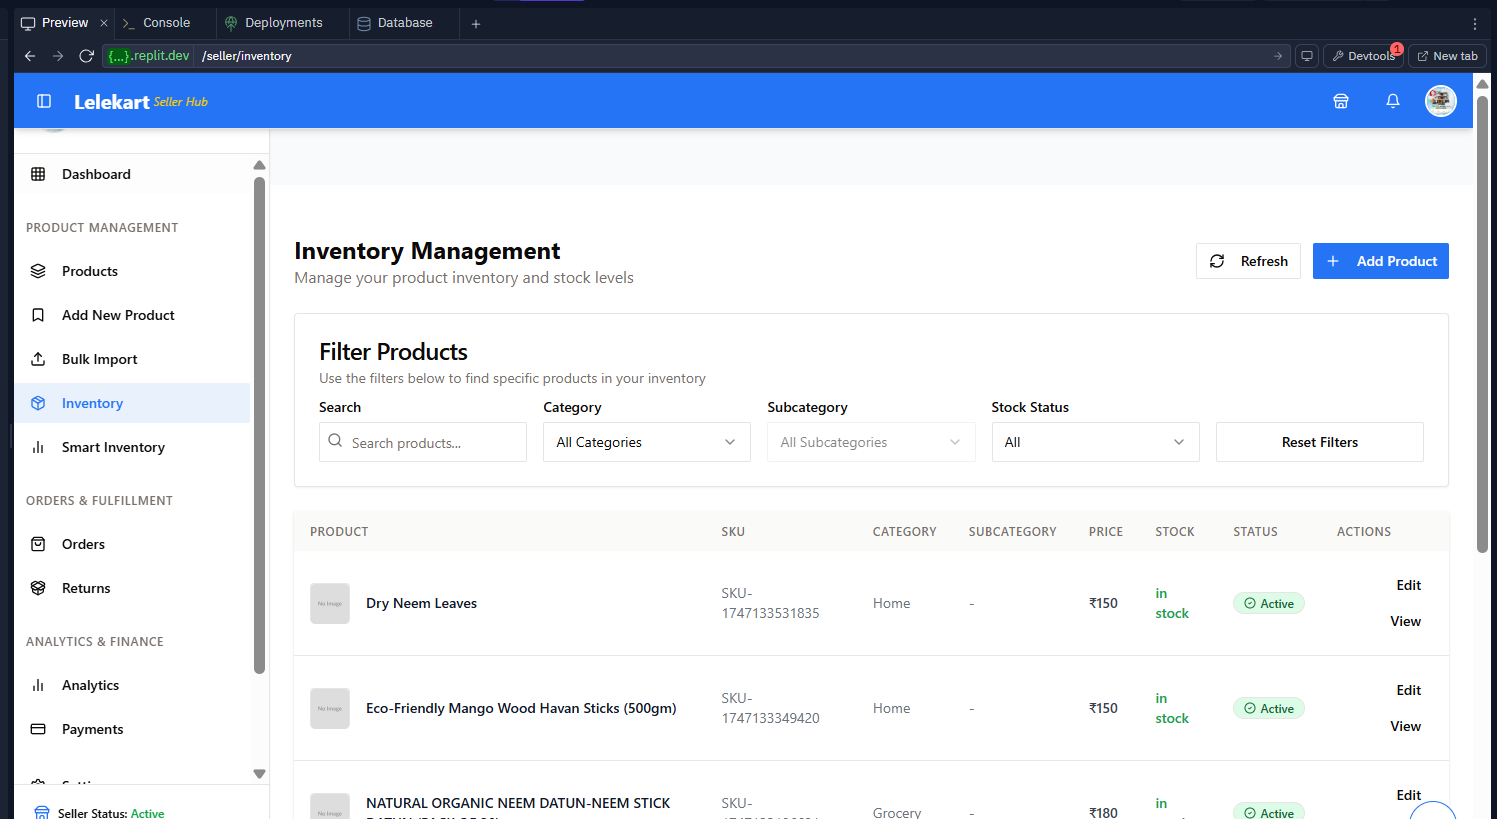 Preview
Console
Deployments
Database
{...}.replit.dev /seller/inventory
Devtools 1
New tab
Lelekart Seller Hub
Dashboard
PRODUCT MANAGEMENT
Products
Add New Product
Bulk Import
Inventory
Smart Inventory
ORDERS & FULFILLMENT
Orders
Returns
ANALYTICS & FINANCE
Analytics
Payments
Seller Status: Active
Inventory Management
Manage your product inventory and stock levels
Refresh
Add Product
Filter Products
Use the filters below to find specific products in your inventory
Search Category Subcategory Stock Status
Search products... All Categories All Subcategories All Reset Filters
PRODUCT SKU CATEGORY SUBCATEGORY PRICE STOCK STATUS ACTIONS
No Image Dry Neem Leaves SKU-
1747133531835 Home - ₹150 in
stock Active Edit
View
No Image Eco-Friendly Mango Wood Havan Sticks (500gm) SKU-
1747133349420 Home - ₹150 in
stock Active Edit
View
No Image NATURAL ORGANIC NEEM DATUN-NEEM STICK
SKU-
Grocery - ₹180 in
Active Edit